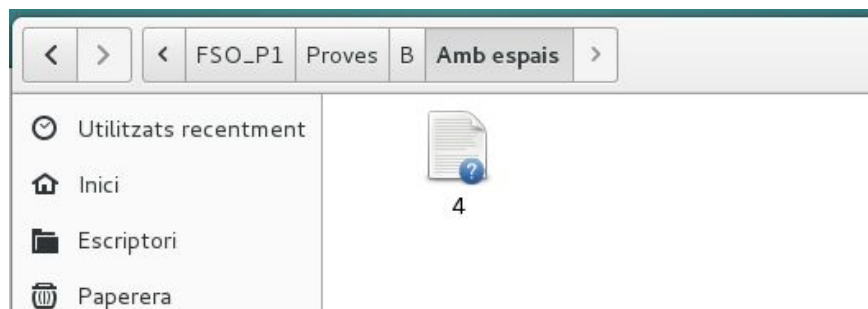 FSO_P1 Proves B Amb espais
Utilitzats recentment
Inici
Escriptori
Paperera
4